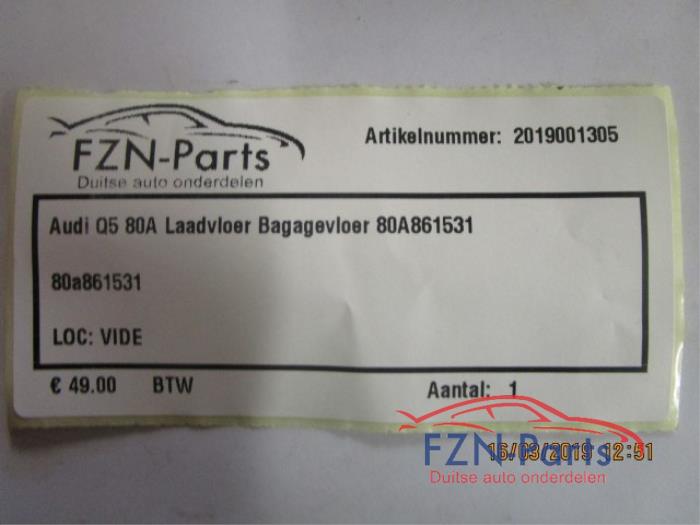 FZN-Parts
Duitse auto onderdelen
Artikelnummer: 2019001305
Audi Q5 80A Laadvloer Bagagevloer 80A861531
80a861531
LOC: VIDE
€ 49.00 BTW Aantal: 1
16/03/2019 12:51
FZN-Parts
Duitse auto onderdelen